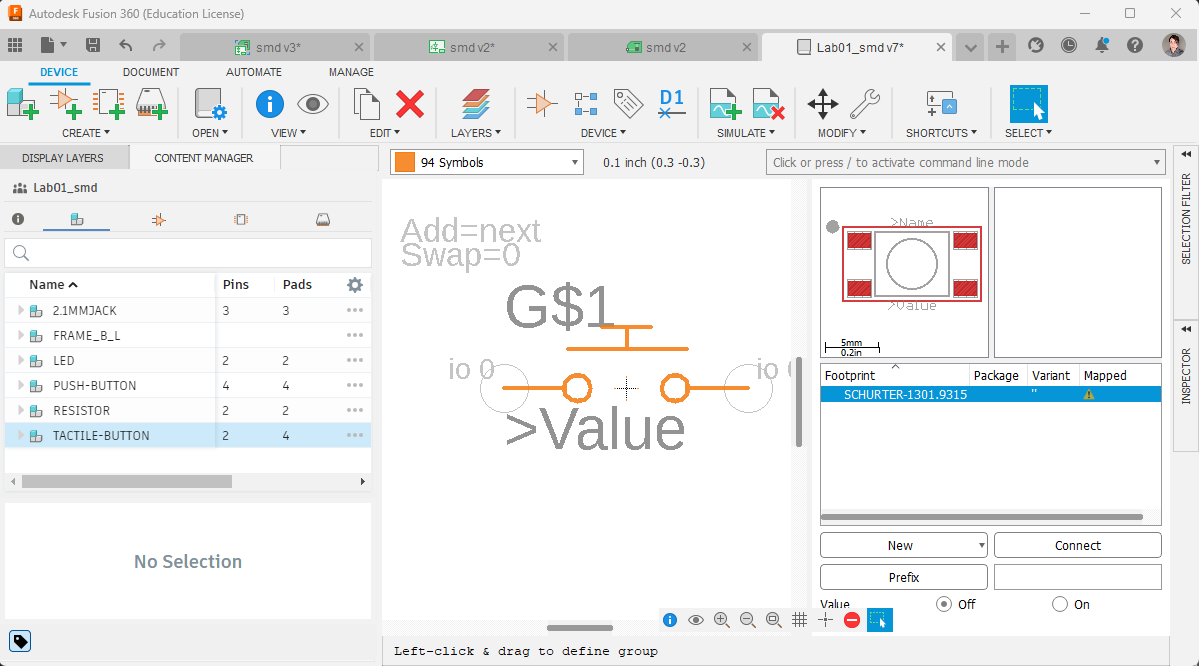 Autodesk Fusion 360 (Education License)
smd v3*
smd v2*
smd v2
Lab01_smd v7*
DEVICE
DOCUMENT
AUTOMATE
MANAGE
D1
CREATE
OPEN
VIEW
EDIT
LAYERS
DEVICE
SIMULATE
MODIFY
SHORTCUTS
SELECT
DISPLAY LAYERS
CONTENT MANAGER
94 Symbols
0.1 inch (0.3 -0.3)
Click or press / to activate command line mode
Lab01_smd
Name Pins Pads
2.1MMJACK 3 3
FRAME_B_L
LED 2 2
PUSH-BUTTON 4 4
RESISTOR 2 2
TACTILE-BUTTON 2 4
No Selection
Add=next
Swap=0
G$1
io 0
io
>Value
>Name
>Value
5mm
0.2in
Footprint Package Variant Mapped
SCHURTER-1301.9315 ''
New
Connect
Prefix
Value
Off
On
SELECTION FILTER
INSPECTOR
Left-click & drag to define group